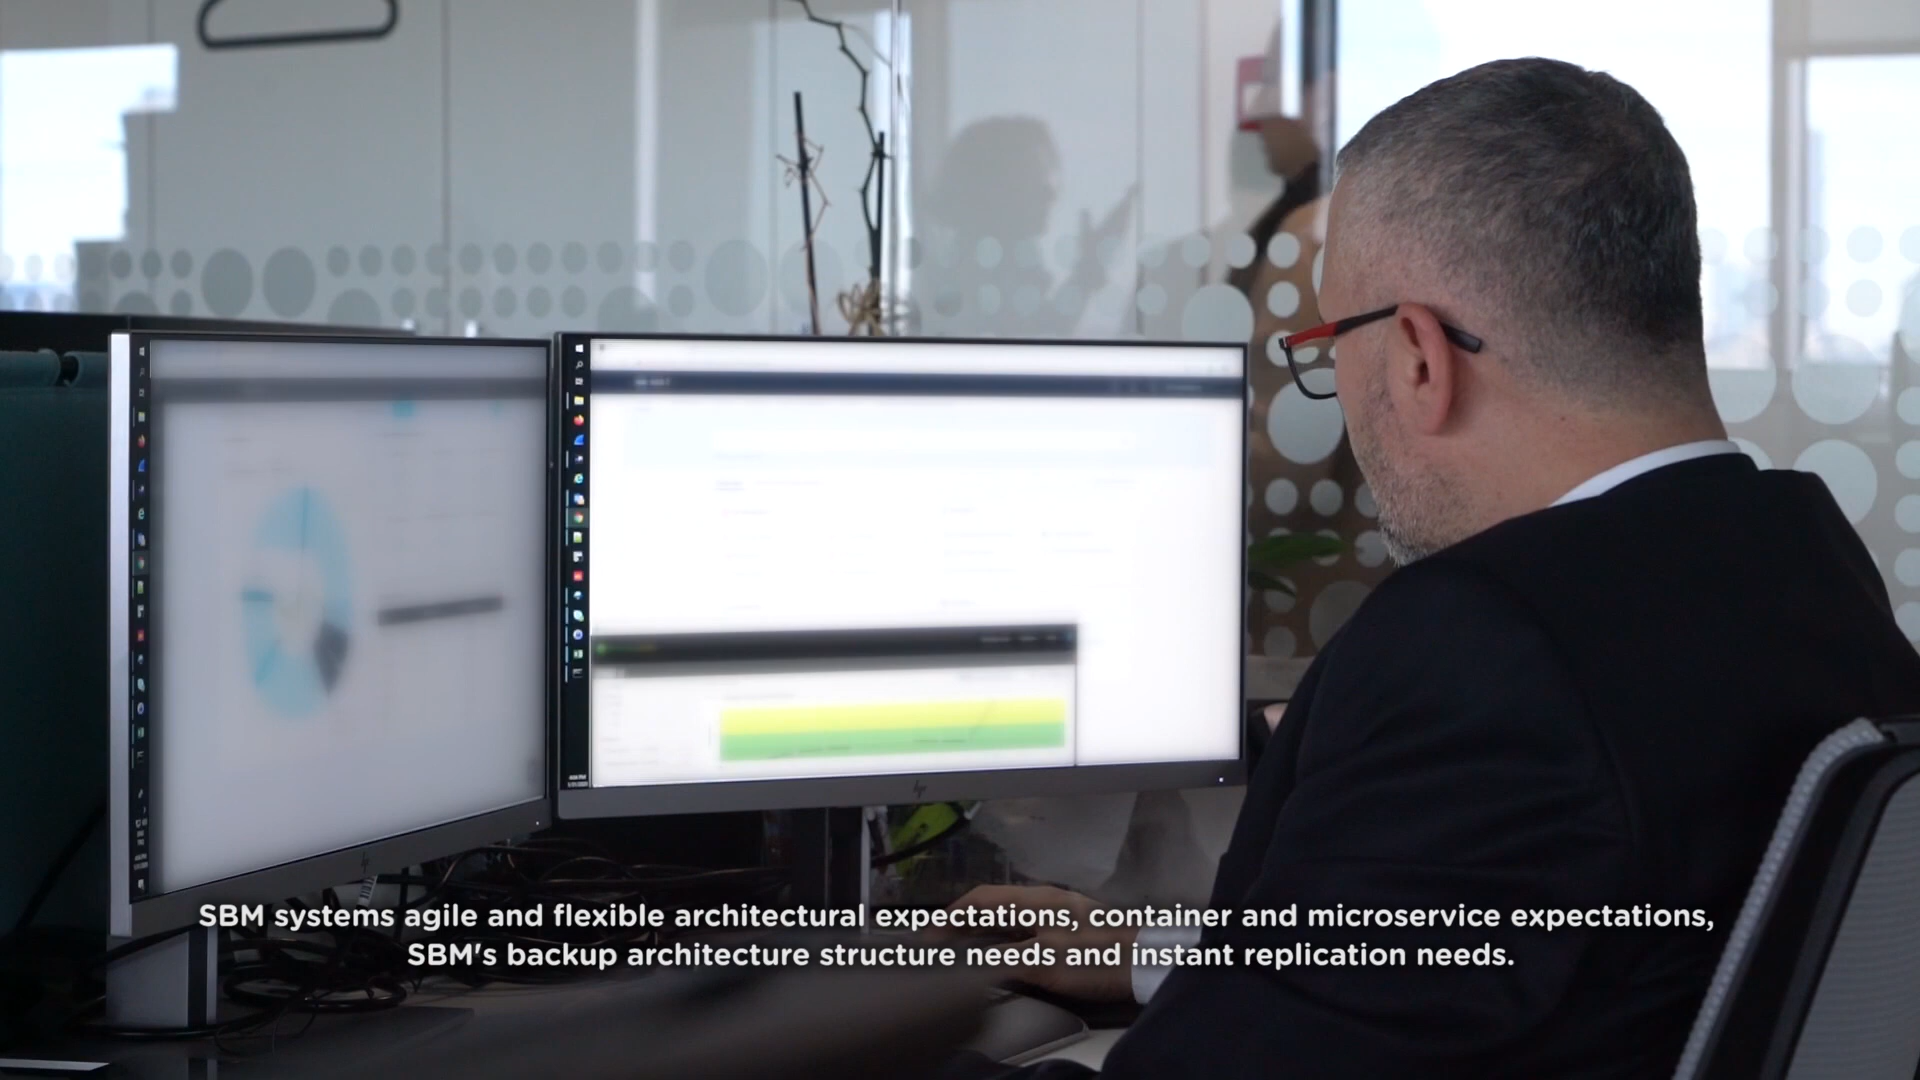 SBM systems agile and flexible architectural expectations, container and microservice expectations,
SBM's backup architecture structure needs and instant replication needs.